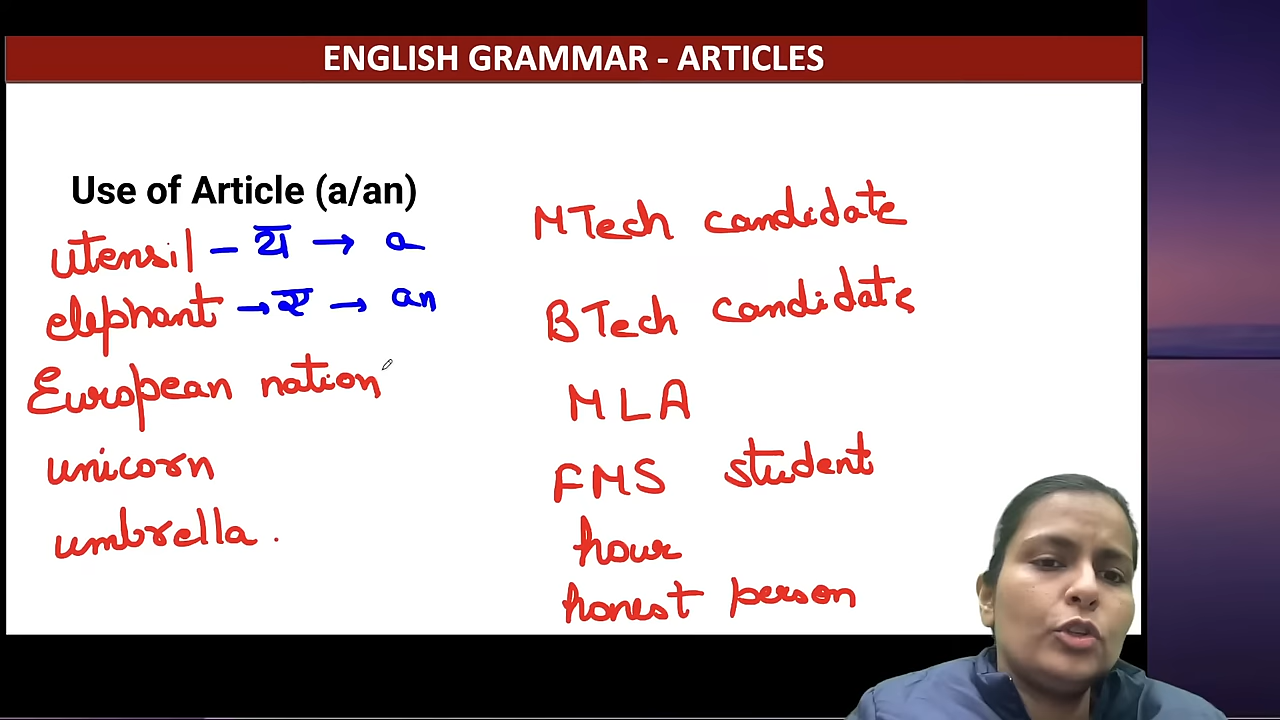 ENGLISH GRAMMAR - ARTICLES
Use of Article (a/an)
utensil - य → a
elephant → ए → an
European nation
unicorn
umbrella.
MTech candidate
BTech candidate
MLA
FMS student
hour
honest person